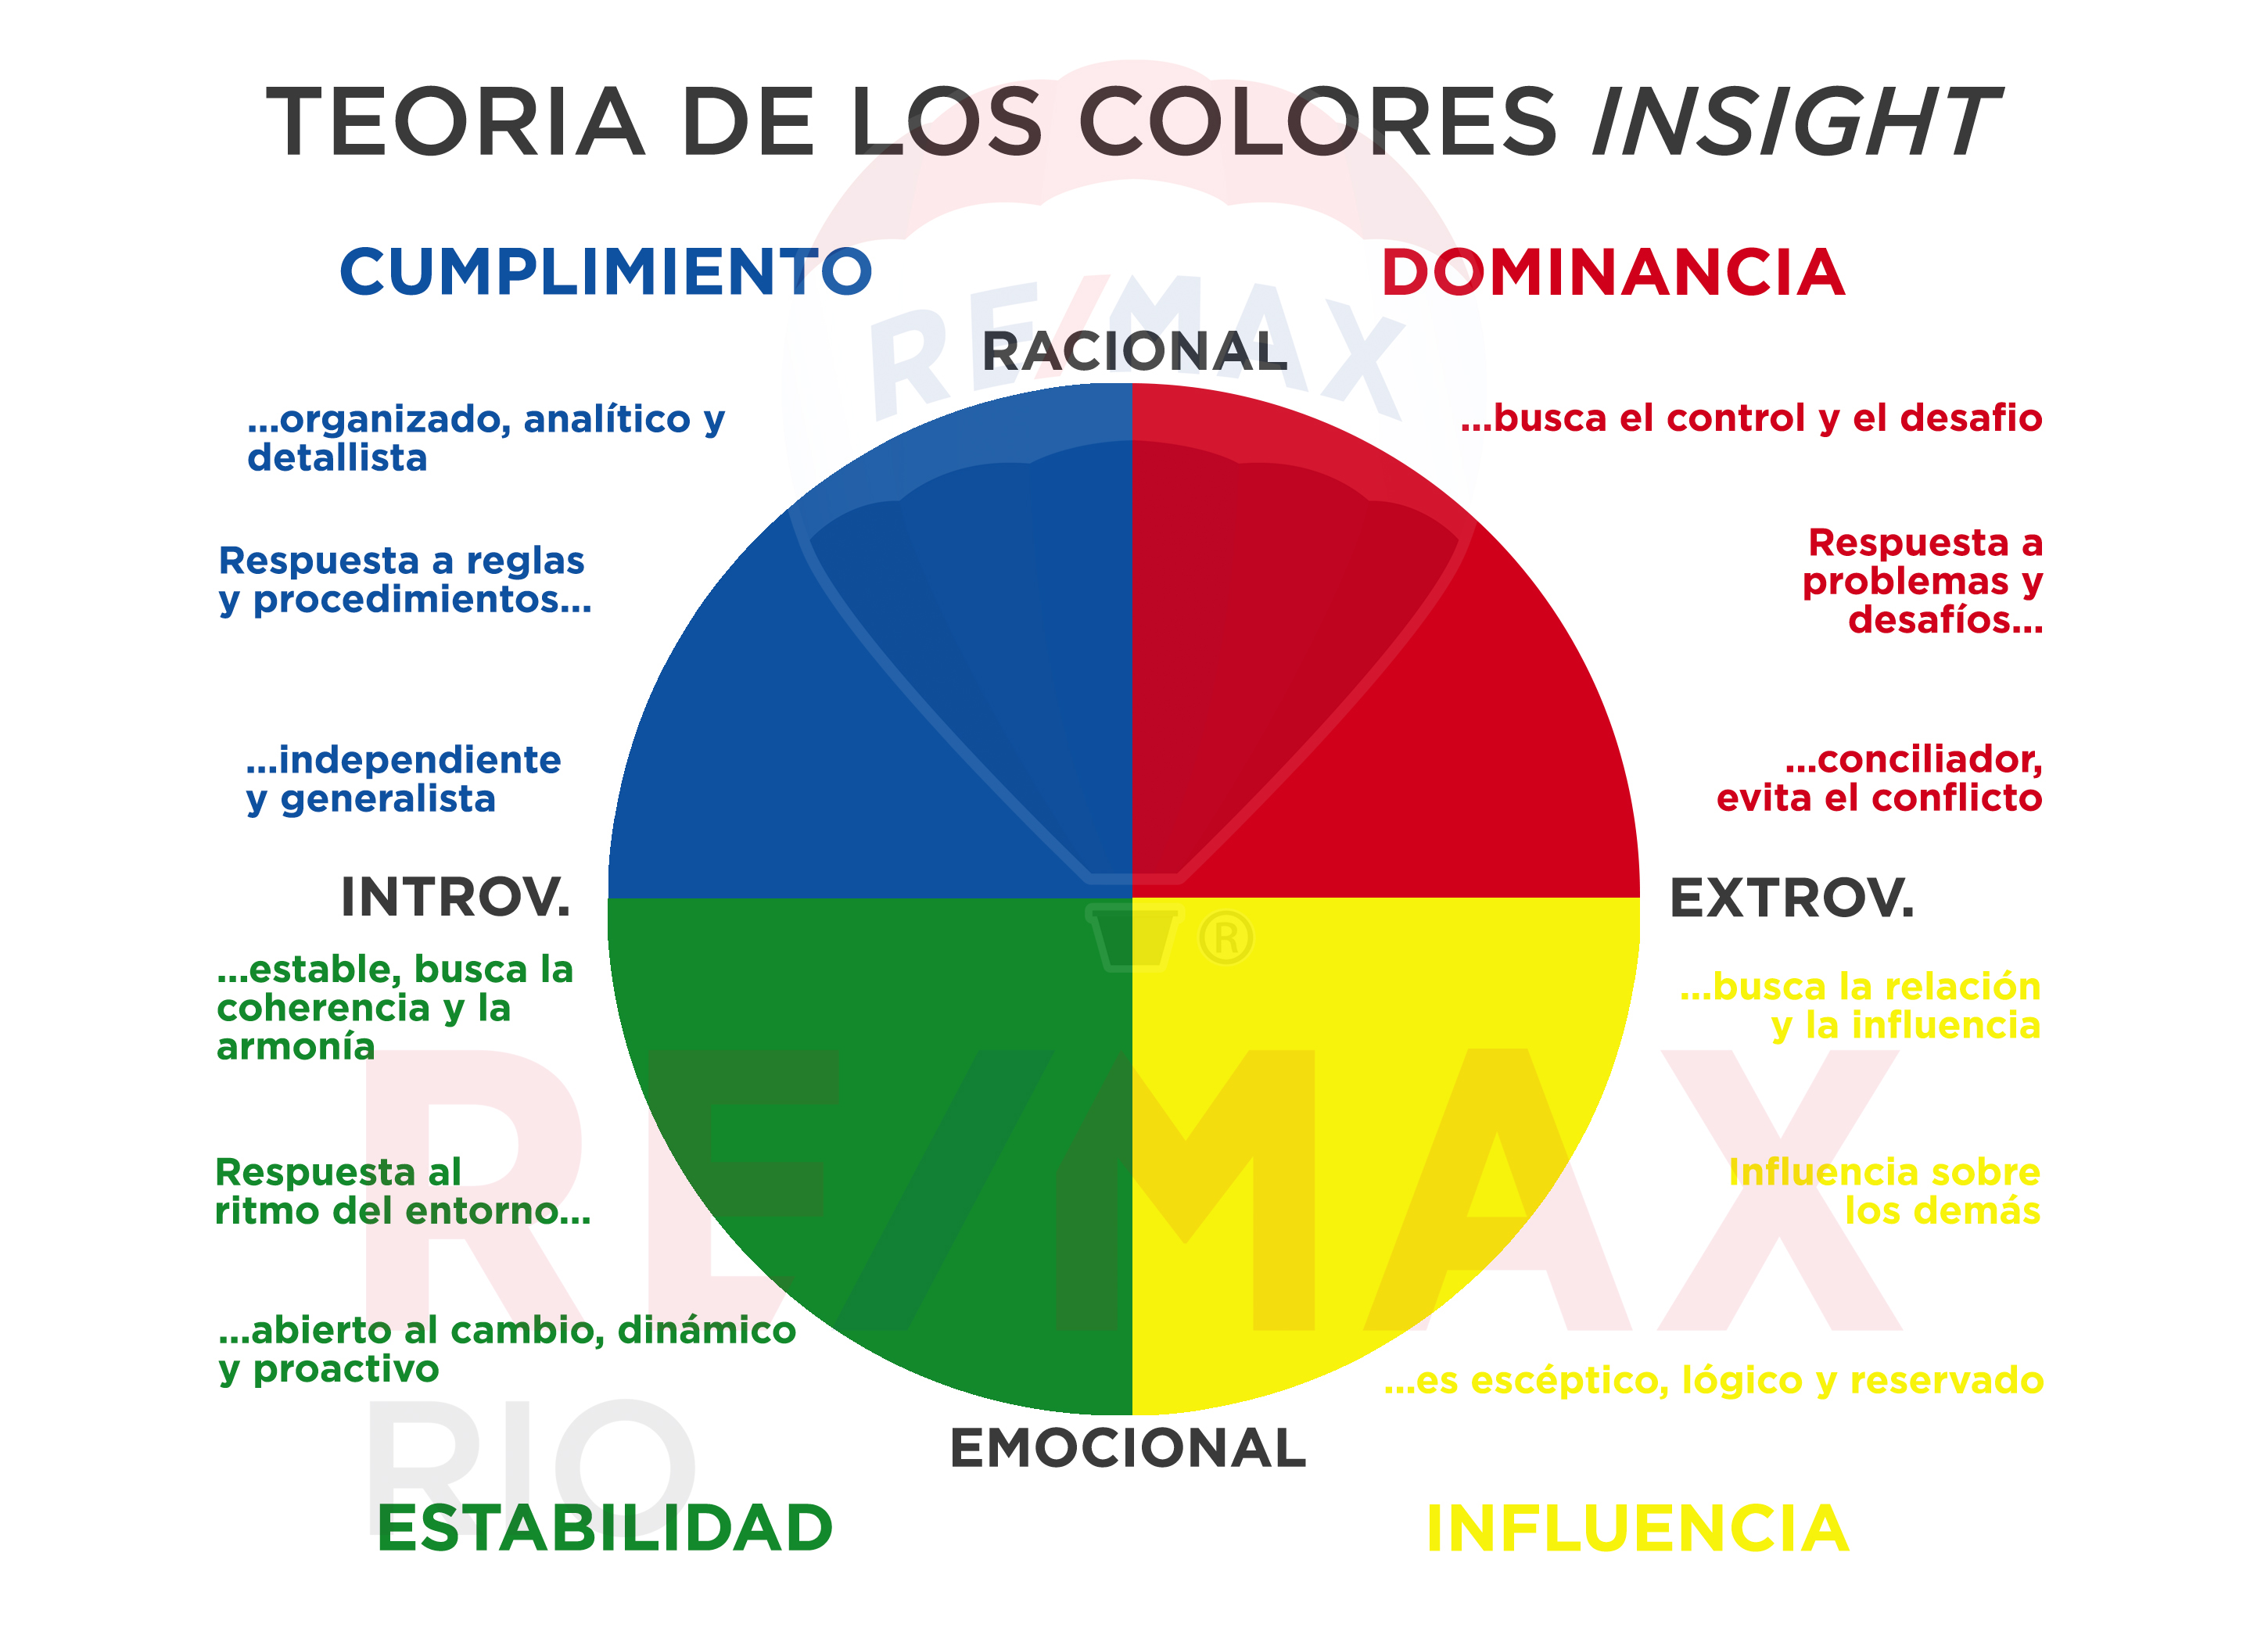 TEORIA DE LOS COLORES INSIGHT
CUMPLIMIENTO
DOMINANCIA
RE/MAX
RACIONAL
...organizado, analítico y
detallista
...busca el control y el desafio
Respuesta a reglas
y procedimientos...
Respuesta a
problemas y
desafíos...
...independiente
y generalista
...conciliador,
evita el conflicto
INTROV.
EXTROV.
®
...estable, busca la
coherencia y la
armonía
...busca la relación
y la influencia
RE/MAX
Respuesta al
ritmo del entorno...
Influencia sobre
los demás
...abierto al cambio, dinámico
y proactivo
...es escéptico, lógico y reservado
RIO
EMOCIONAL
ESTABILIDAD
INFLUENCIA